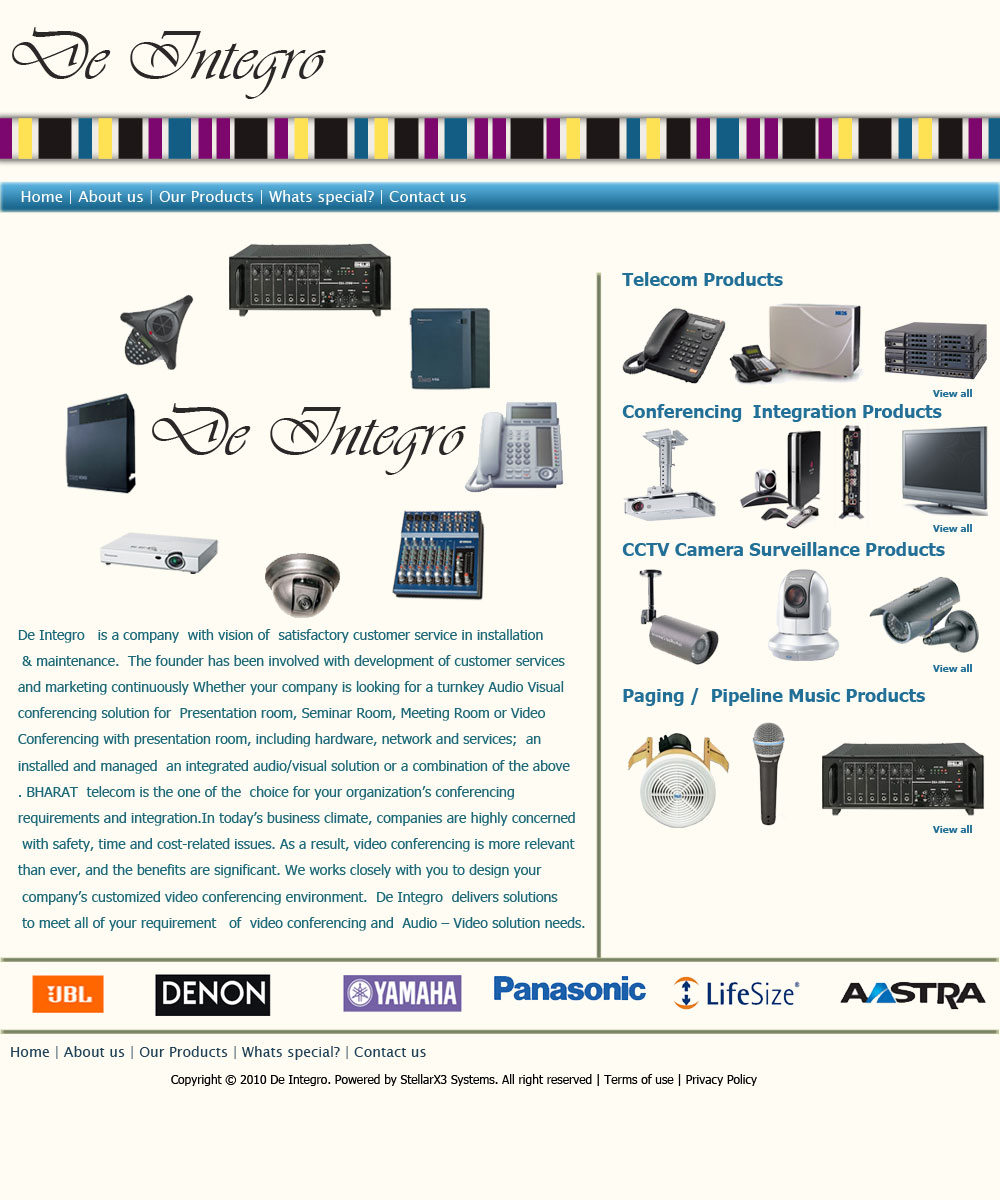 De Integro
Home | About us | Our Products | Whats special? | Contact us
De Integro
De Integro is a company with vision of satisfactory customer service in installation
& maintenance. The founder has been involved with development of customer services
and marketing continuously Whether your company is looking for a turnkey Audio Visual
conferencing solution for Presentation room, Seminar Room, Meeting Room or Video
Conferencing with presentation room, including hardware, network and services; an
installed and managed an integrated audio/visual solution or a combination of the above
. BHARAT telecom is the one of the choice for your organization’s conferencing
requirements and integration.In today’s business climate, companies are highly concerned
with safety, time and cost-related issues. As a result, video conferencing is more relevant
than ever, and the benefits are significant. We works closely with you to design your
company’s customized video conferencing environment. De Integro delivers solutions
to meet all of your requirement of video conferencing and Audio – Video solution needs.
Telecom Products
View all
Conferencing Integration Products
View all
CCTV Camera Surveillance Products
View all
Paging / Pipeline Music Products
View all
JBL
DENON
YAMAHA
Panasonic
LifeSize®
AASTRA
Home | About us | Our Products | Whats special? | Contact us
Copyright © 2010 De Integro. Powered by StellarX3 Systems. All right reserved | Terms of use | Privacy Policy